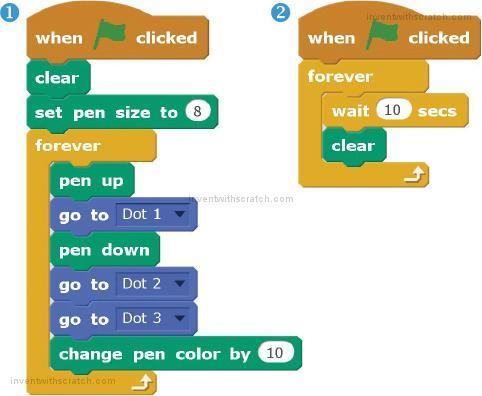 1
when clicked
clear
set pen size to 8
forever
pen up
go to Dot 1
pen down
go to Dot 2
go to Dot 3
change pen color by 10
inventwithscratch.com
2
inventwithscratch.com
when clicked
forever
wait 10 secs
clear
inventwithscratch.com
inventwithscratch.com